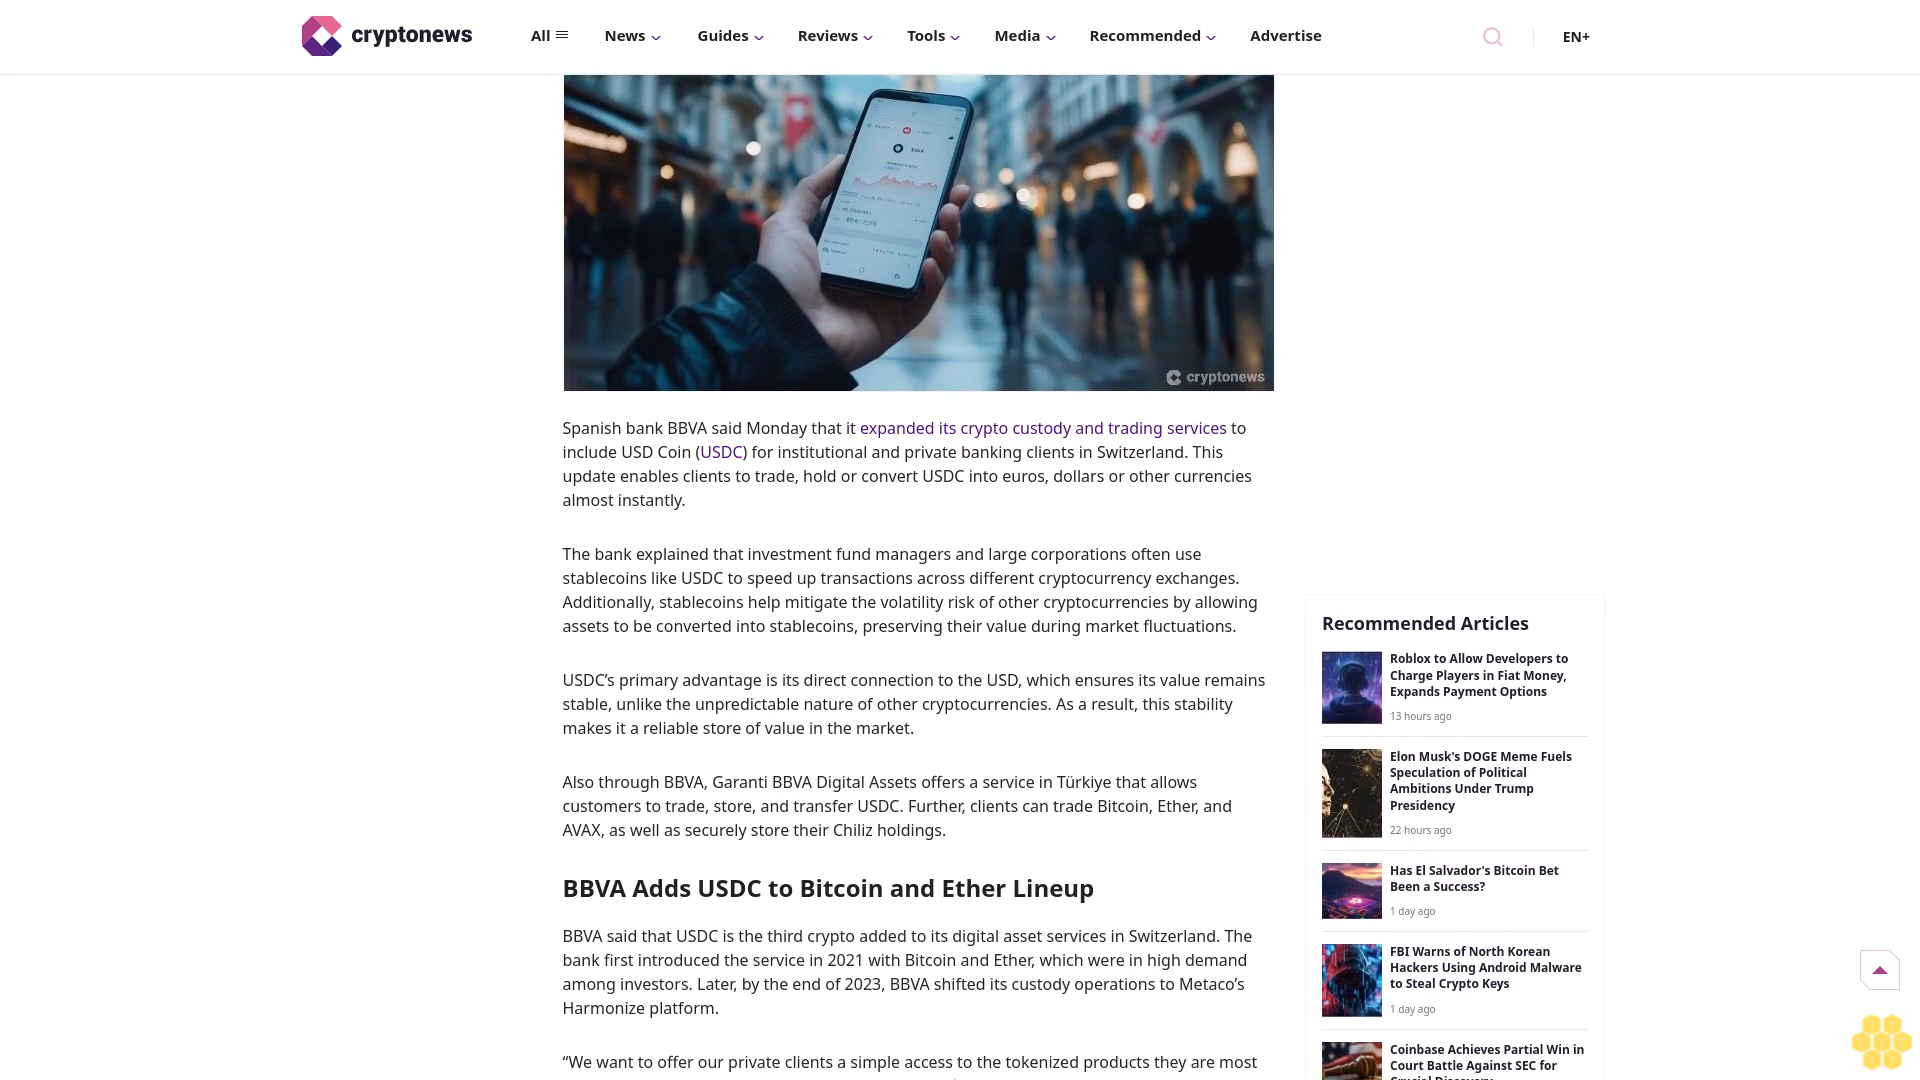 cryptonews
All
News
Guides
Reviews
Tools
Media
Recommended
Advertise
EN+
cryptonews
Spanish bank BBVA said Monday that it expanded its crypto custody and trading services to
include USD Coin (USDC) for institutional and private banking clients in Switzerland. This
update enables clients to trade, hold or convert USDC into euros, dollars or other currencies
almost instantly.
The bank explained that investment fund managers and large corporations often use
stablecoins like USDC to speed up transactions across different cryptocurrency exchanges.
Additionally, stablecoins help mitigate the volatility risk of other cryptocurrencies by allowing
assets to be converted into stablecoins, preserving their value during market fluctuations.
USDC’s primary advantage is its direct connection to the USD, which ensures its value remains
stable, unlike the unpredictable nature of other cryptocurrencies. As a result, this stability
makes it a reliable store of value in the market.
Also through BBVA, Garanti BBVA Digital Assets offers a service in Türkiye that allows
customers to trade, store, and transfer USDC. Further, clients can trade Bitcoin, Ether, and
AVAX, as well as securely store their Chiliz holdings.
BBVA Adds USDC to Bitcoin and Ether Lineup
BBVA said that USDC is the third crypto added to its digital asset services in Switzerland. The
bank first introduced the service in 2021 with Bitcoin and Ether, which were in high demand
among investors. Later, by the end of 2023, BBVA shifted its custody operations to Metaco’s
Harmonize platform.
“We want to offer our private clients a simple access to the tokenized products they are most
Recommended Articles
Roblox to Allow Developers to
Charge Players in Fiat Money,
Expands Payment Options
13 hours ago
Elon Musk's DOGE Meme Fuels
Speculation of Political
Ambitions Under Trump
Presidency
22 hours ago
Has El Salvador's Bitcoin Bet
Been a Success?
1 day ago
FBI Warns of North Korean
Hackers Using Android Malware
to Steal Crypto Keys
1 day ago
Coinbase Achieves Partial Win in
Court Battle Against SEC for
Crucial Discovery